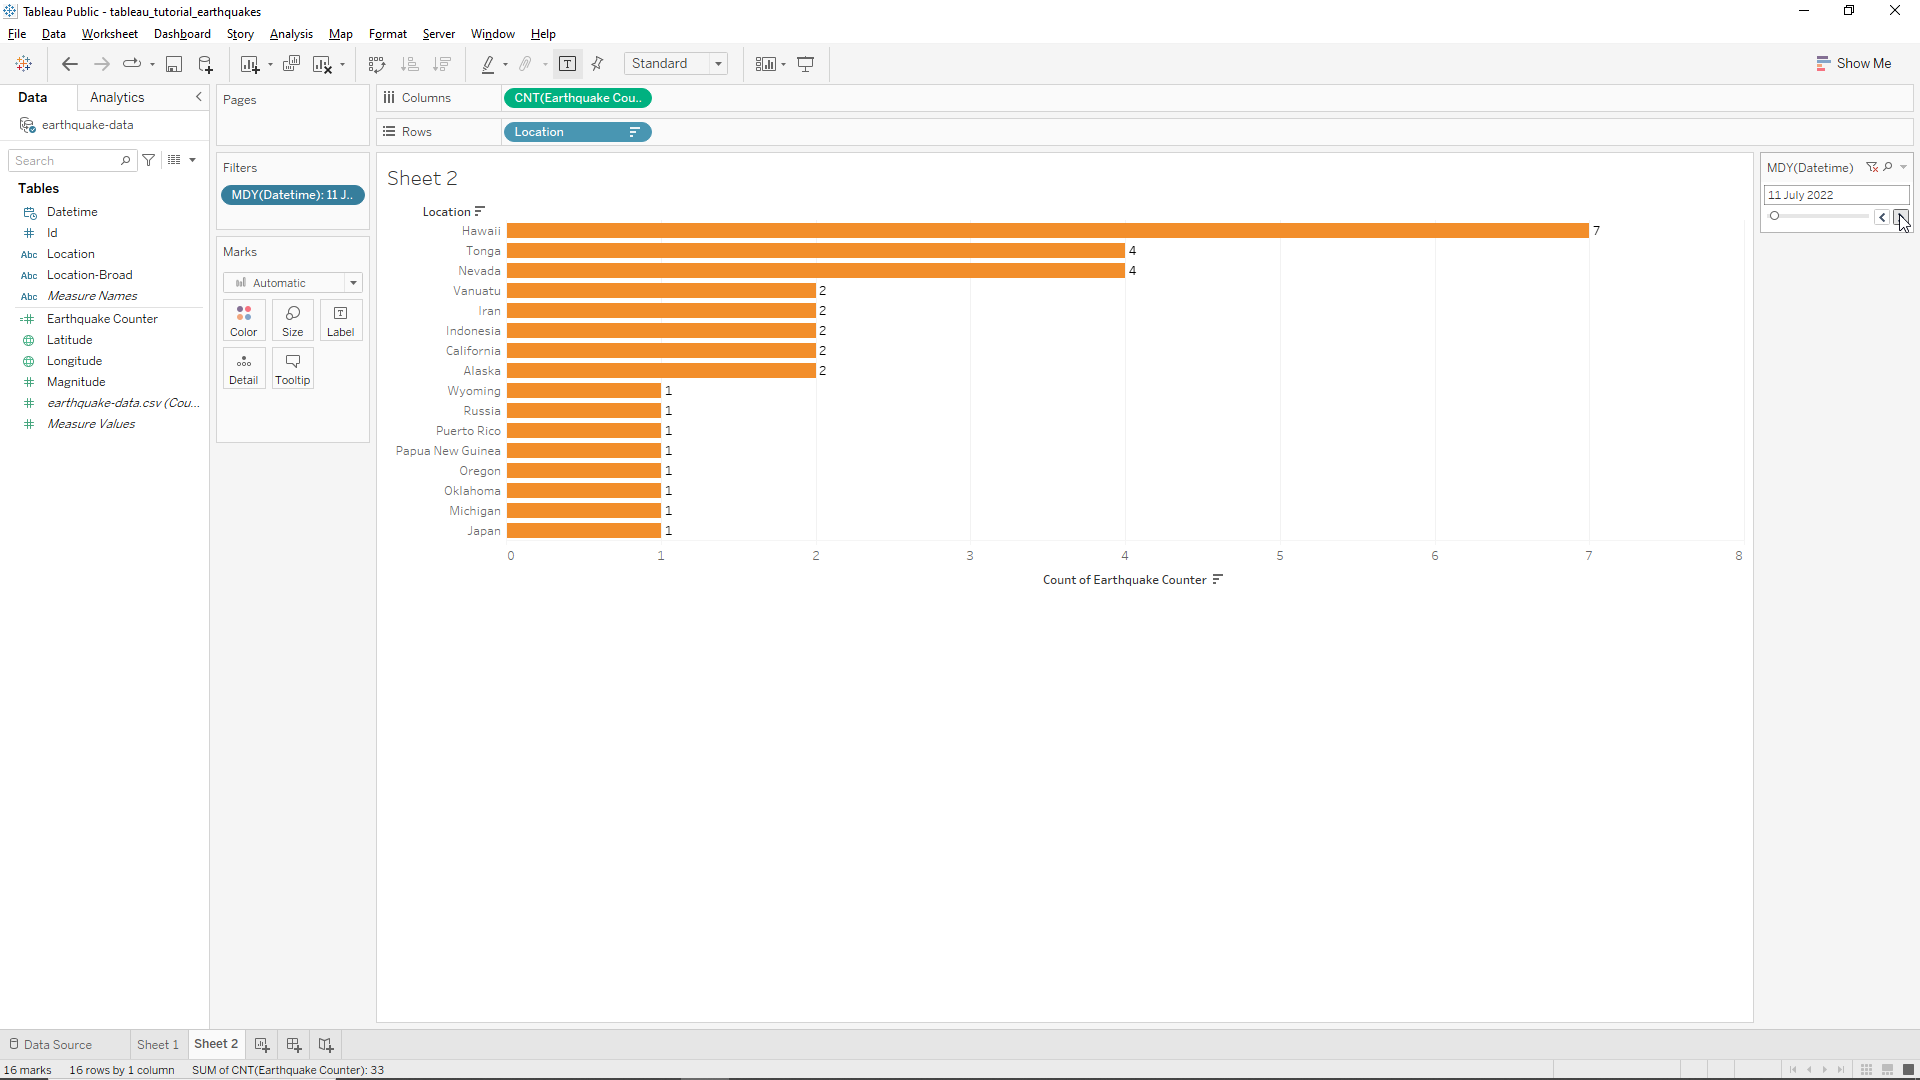 Tableau Public - tableau_tutorial_earthquakes
File Data Worksheet Dashboard Story Analysis Map Format Server Window Help
Standard
Show Me
Data Analytics
earthquake-data
Search
Tables
Datetime
# Id
Abc Location
Abc Location-Broad
Abc Measure Names
=# Earthquake Counter
Latitude
Longitude
# Magnitude
# earthquake-data.csv (Cou...
# Measure Values
Pages
Filters
MDY(Datetime): 11 J..
Marks
Automatic
Color Size Label
Detail Tooltip
Columns CNT(Earthquake Cou..
Rows Location
Sheet 2
Location
Hawaii 7
Tonga 4
Nevada 4
Vanuatu 2
Iran 2
Indonesia 2
California 2
Alaska 2
Wyoming 1
Russia 1
Puerto Rico 1
Papua New Guinea 1
Oregon 1
Oklahoma 1
Michigan 1
Japan 1
0 1 2 3 4 5 6 7 8
Count of Earthquake Counter
MDY(Datetime)
11 July 2022
Data Source Sheet 1 Sheet 2
16 marks 16 rows by 1 column SUM of CNT(Earthquake Counter): 33